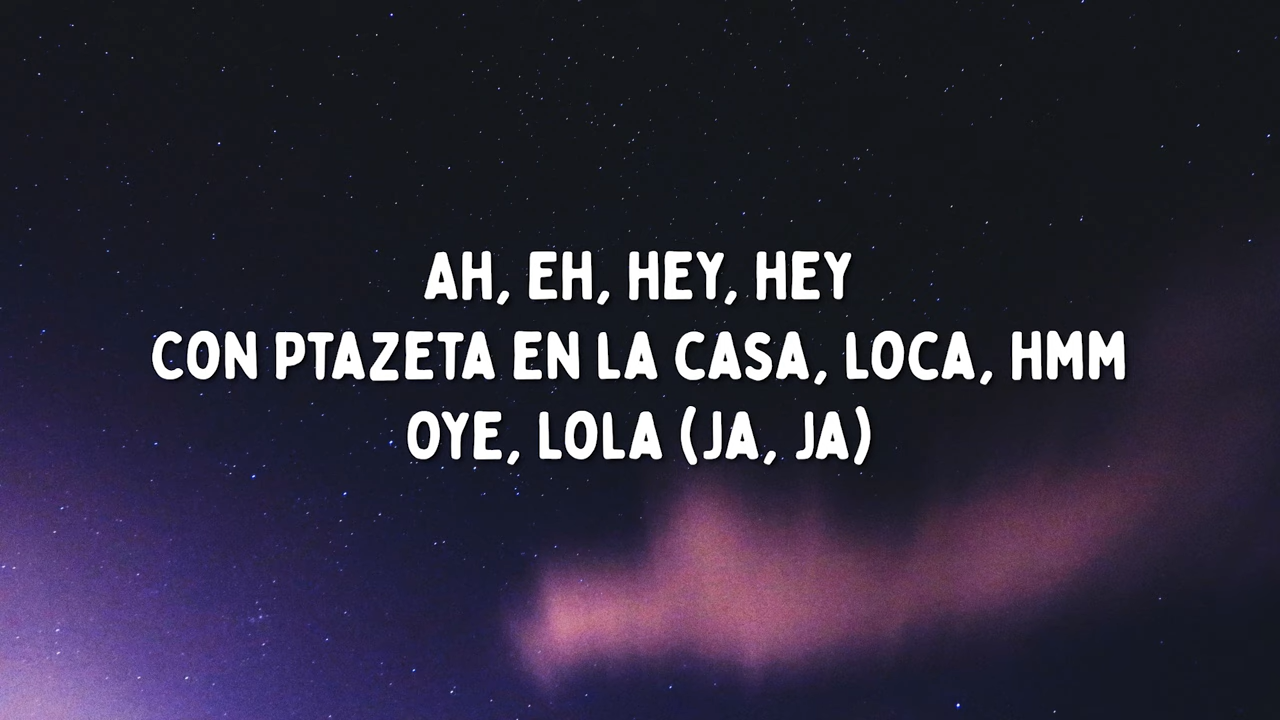 AH, EH, HEY, HEY
CON PTAZETA EN LA CASA, LOCA, HMM
OYE, LOLA (JA, JA)